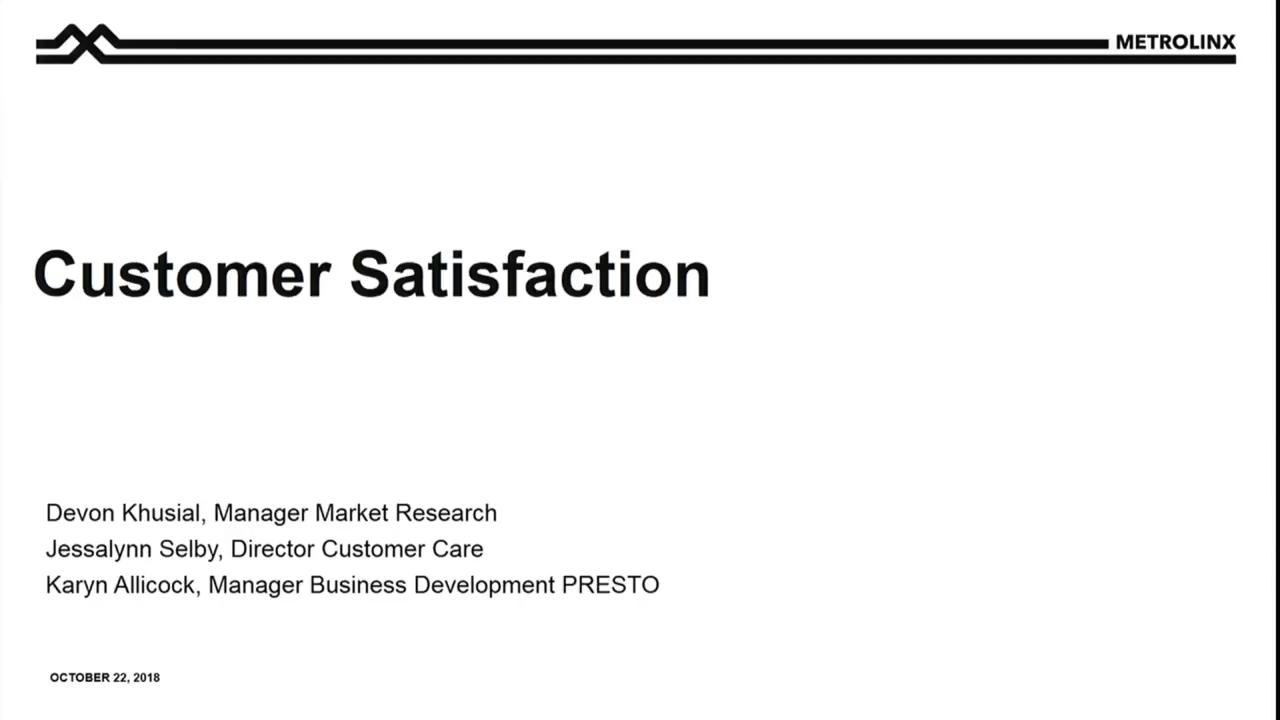 METROLINX
Customer Satisfaction
Devon Khusial, Manager Market Research
Jessalynn Selby, Director Customer Care
Karyn Allicock, Manager Business Development PRESTO
OCTOBER 22, 2018